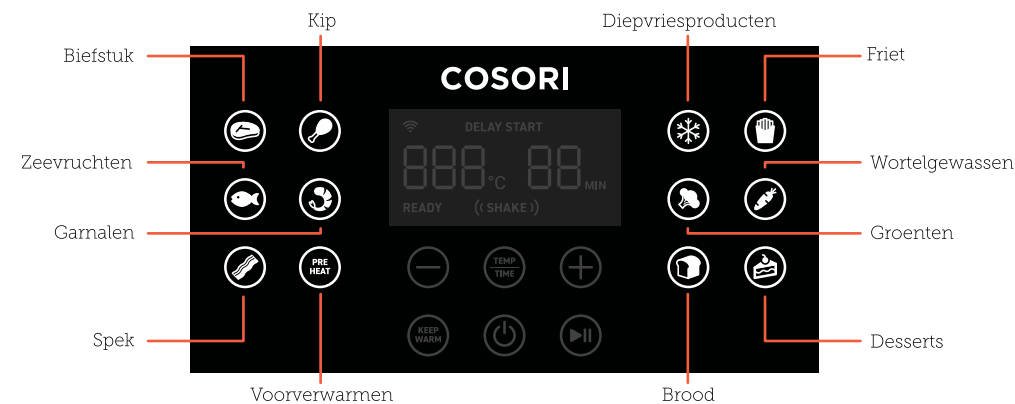 Kip
Diepvriesproducten
Biefstuk
Friet
COSORI
DELAY START
888 °C 88 MIN
READY ((SHAKE))
Zeevruchten
Wortelgewassen
Garnalen
Groenten
PRE
HEAT
TEMP
TIME
KEEP
WARM
Spek
Desserts
Voorverwarmen
Brood